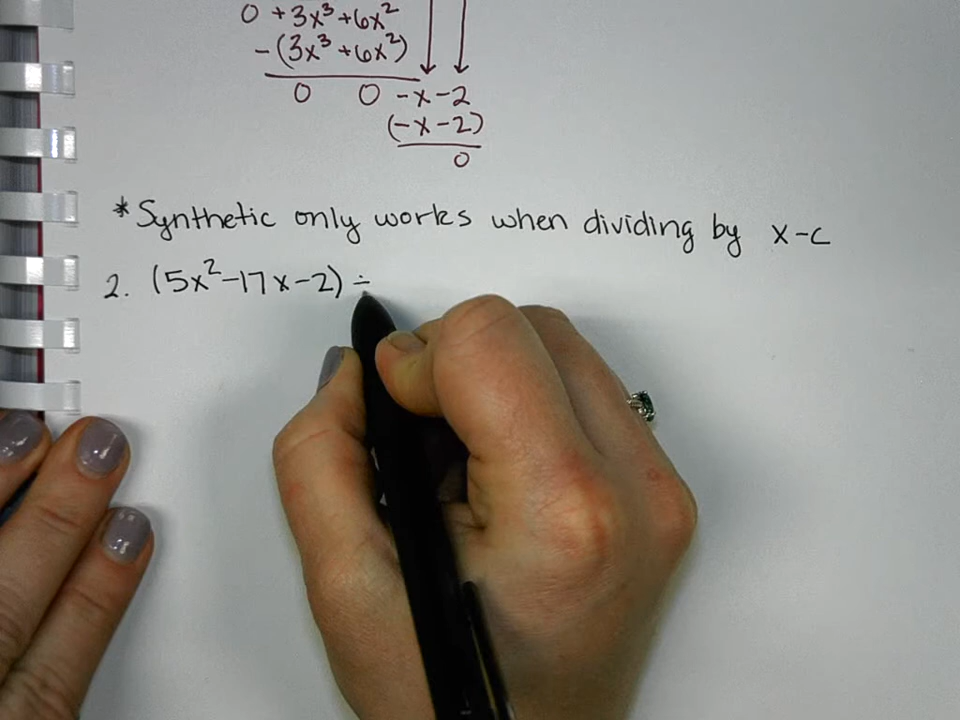 0 +3x³ +6x²
-(3x³ +6x²)
0 0 -x -2
(-x -2)
0
*Synthetic only works when dividing by x-c
2. (5x²-17x-2) ÷